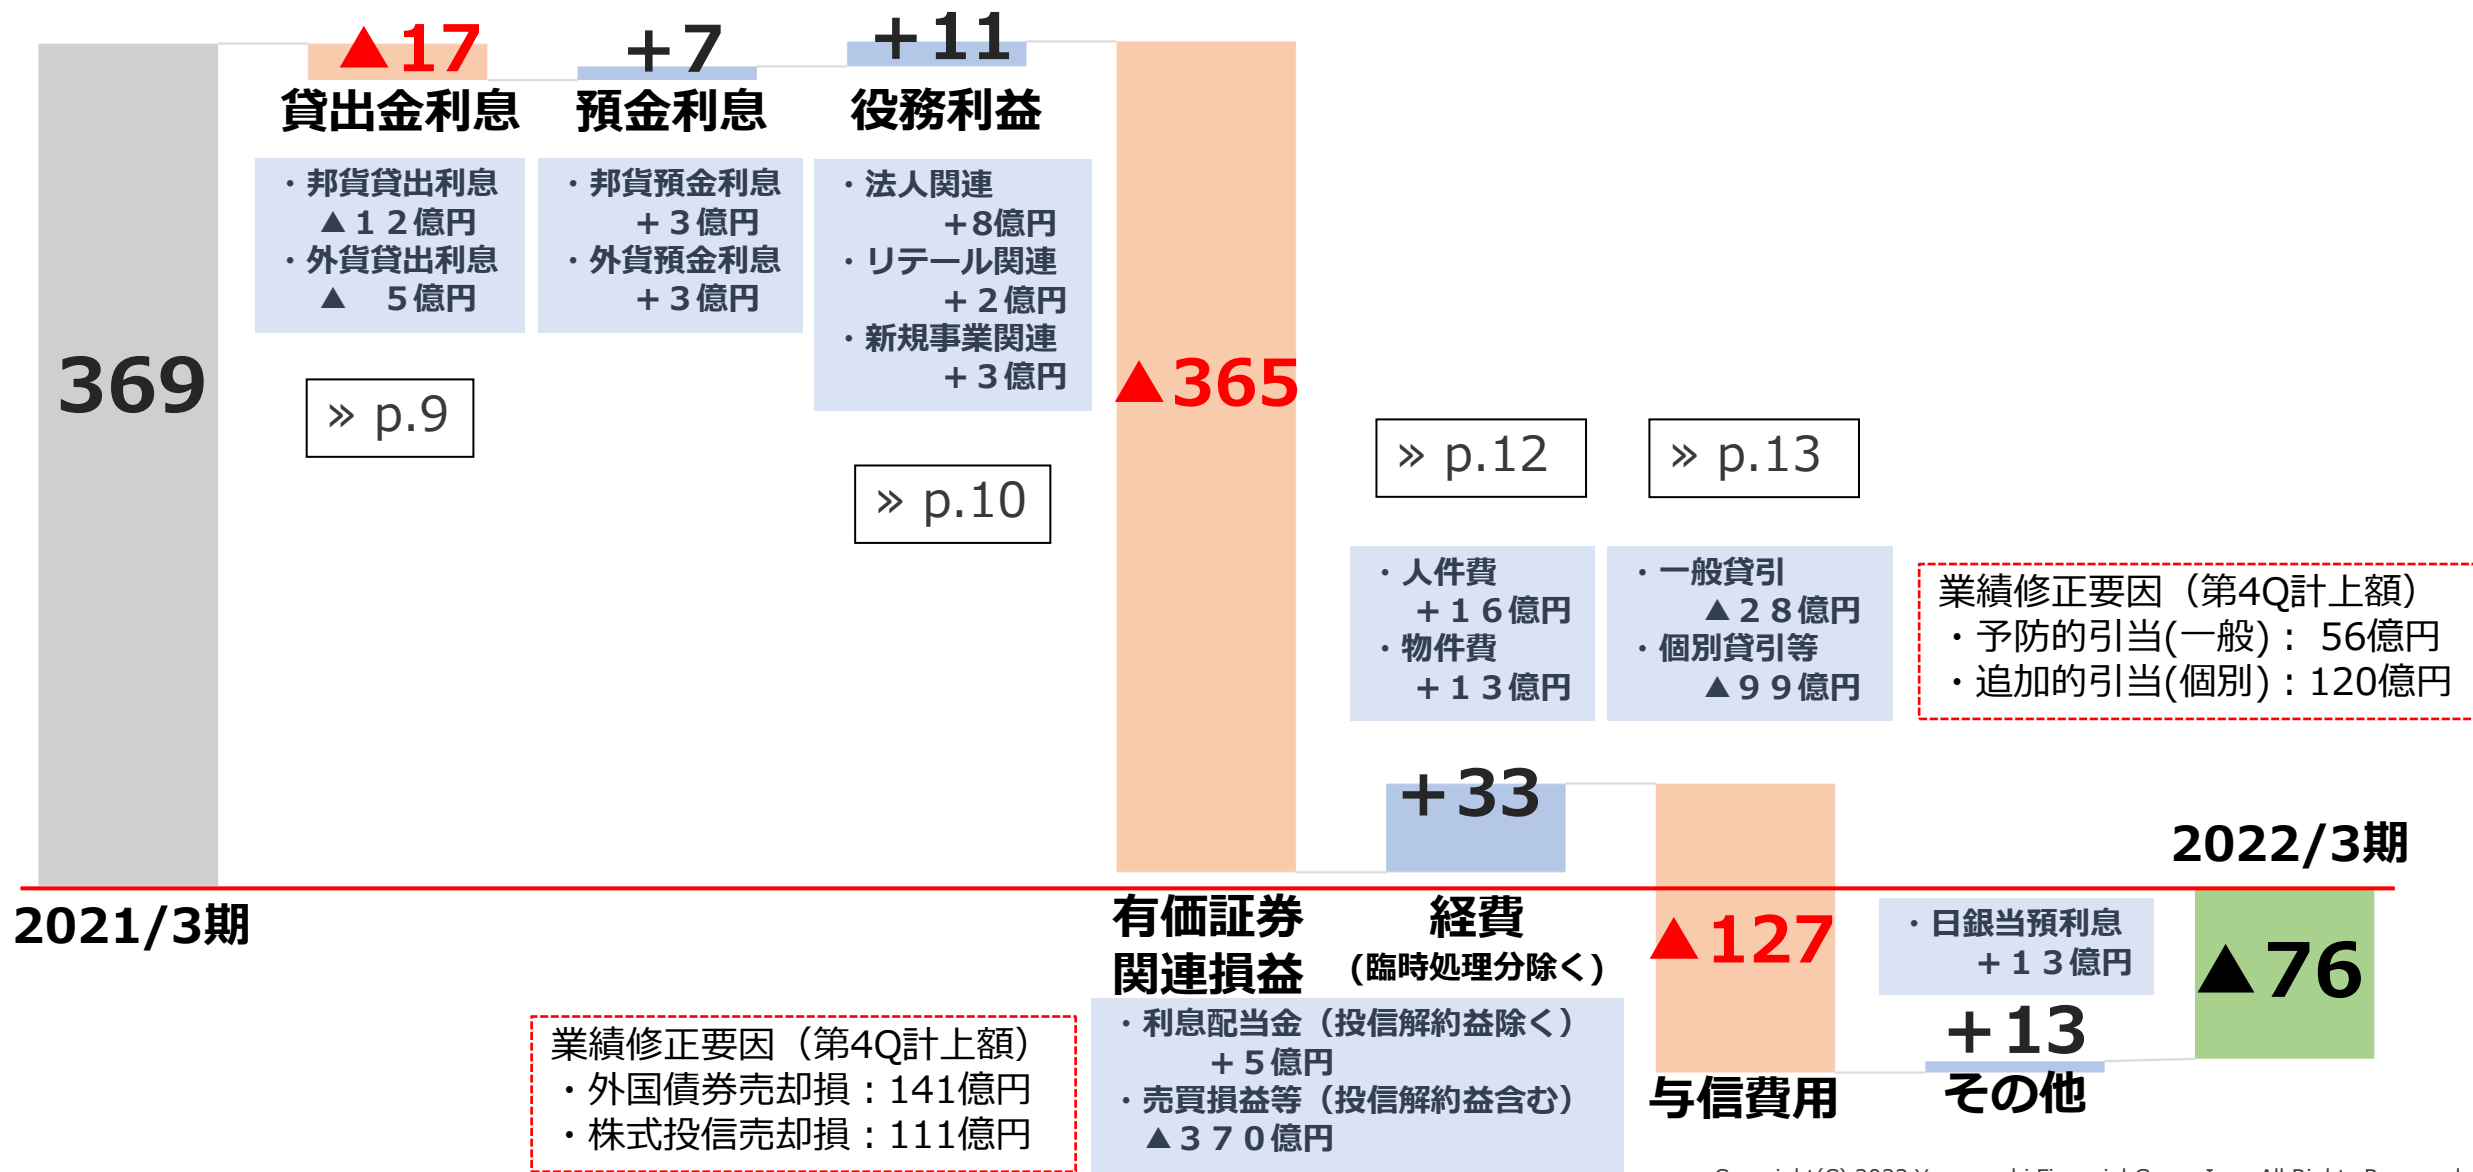 369
2021/3期
▲17
貸出金利息
・邦貨貸出利息
▲12億円
・外貨貸出利息
▲ 5億円
» p.9
+7
預金利息
・邦貨預金利息
+3億円
・外貨預金利息
+3億円
+11
役務利益
・法人関連
+8億円
・リテール関連
+2億円
・新規事業関連
+3億円
» p.10
▲365
有価証券
関連損益
・利息配当金（投信解約益除く）
+5億円
・売買損益等（投信解約益含む）
▲370億円
業績修正要因（第4Q計上額）
・外国債券売却損：141億円
・株式投信売却損：111億円
» p.12
・人件費
+16億円
・物件費
+13億円
+33
経費
(臨時処理分除く)
» p.13
・一般貸引
▲28億円
・個別貸引等
▲99億円
▲127
与信費用
業績修正要因（第4Q計上額）
・予防的引当(一般)： 56億円
・追加的引当(個別)：120億円
・日銀当預利息
+13億円
+13
その他
2022/3期
▲76